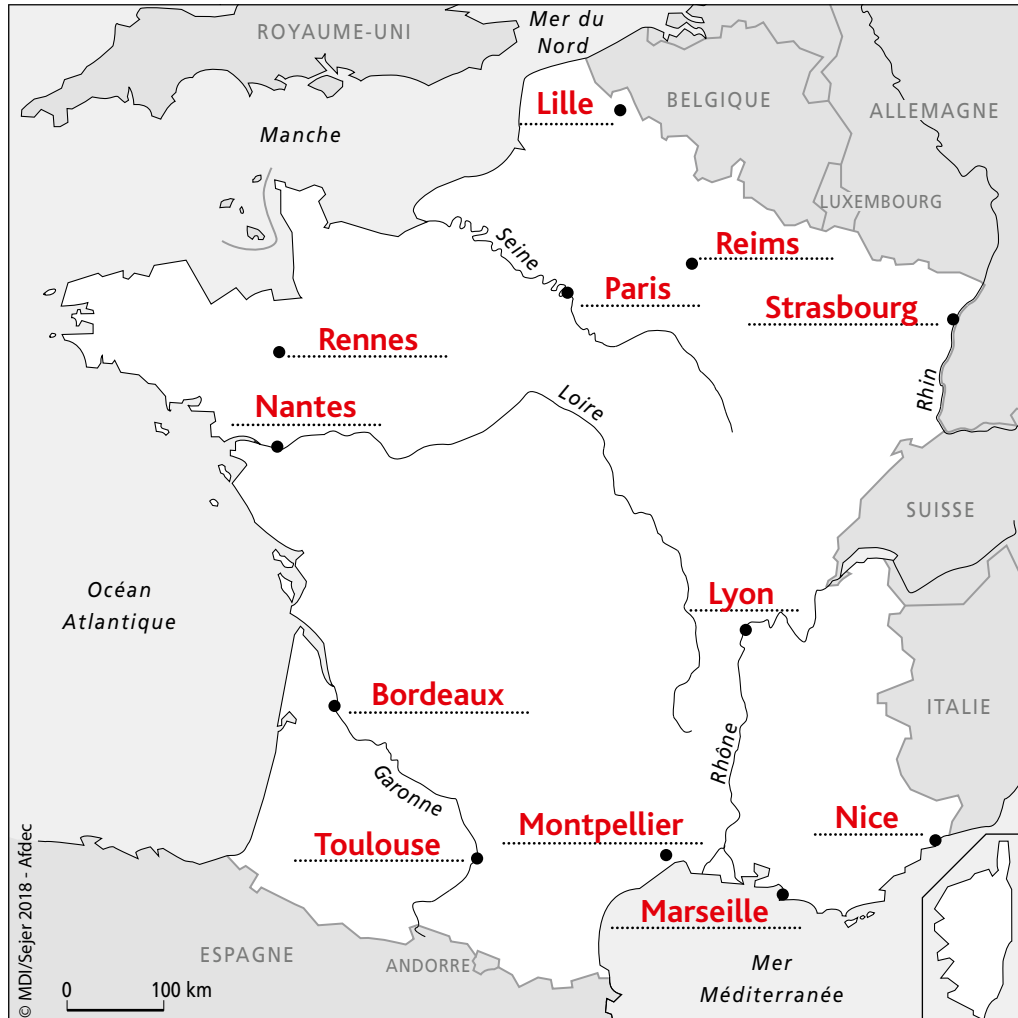 ROYAUME-UNI
Mer du
Nord
Lille
BELGIQUE
ALLEMAGNE
Manche
LUXEMBOURG
Seine
Reims
Paris
Strasbourg
Rennes
Rhin
Nantes
Loire
SUISSE
Océan
Atlantique
Lyon
Bordeaux
ITALIE
Rhône
Garonne
Montpellier
Nice
Toulouse
Marseille
ESPAGNE
ANDORRE
Mer
Méditerranée
0 100 km
© MDI/Sejer 2018 - Afdec